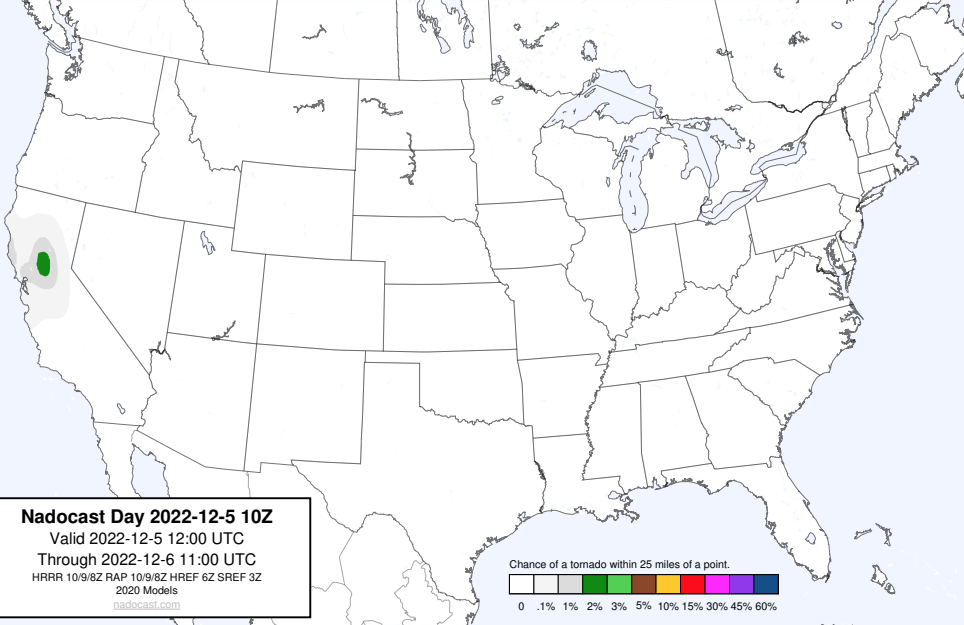 Nadocast Day 2022-12-5 10Z
Valid 2022-12-5 12:00 UTC
Through 2022-12-6 11:00 UTC
HRRR 10/9/8Z RAP 10/9/8Z HREF 6Z SREF 3Z
2020 Models
nadocast.com
Chance of a tornado within 25 miles of a point.
0 .1% 1% 2% 3% 5% 10% 15% 30% 45% 60%